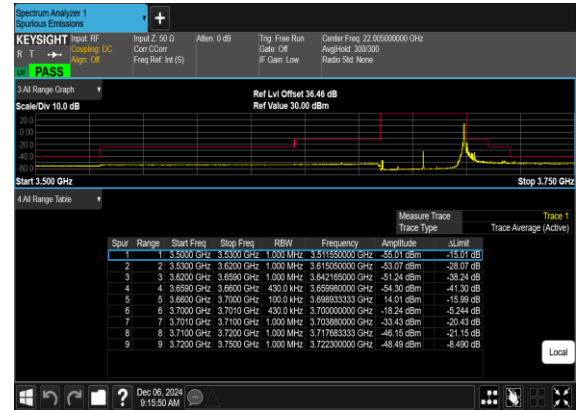 Spectrum Analyzer 1
Spurious Emissions
KEYSIGHT Input: RF Input Z: 50 Ω Atten: 0 dB Trig: Free Run Center Freq: 22.005000000 GHz
R T Coupling: DC Corr CCorr Gate: Off Avg|Hold: 300/300
Align: Off Freq Ref: Int (S) IF Gain: Low Radio Std: None
PASS
3 All Range Graph
Ref Lvl Offset 36.46 dB
Scale/Div 10.0 dB Ref Value 30.00 dBm
20.0
0.00
-20.0
-40.0
-60.0
Start 3.500 GHz Stop 3.750 GHz
4 All Range Table
Measure Trace Trace 1
Trace Type Trace Average (Active)
Spur Range Start Freq Stop Freq RBW Frequency Amplitude ΔLimit
1 1 3.5000 GHz 3.5300 GHz 1.000 MHz 3.511550000 GHz -55.01 dBm -15.01 dB
2 2 3.5300 GHz 3.6200 GHz 1.000 MHz 3.615050000 GHz -53.07 dBm -28.07 dB
3 3 3.6200 GHz 3.6590 GHz 1.000 MHz 3.642165000 GHz -51.24 dBm -38.24 dB
4 4 3.6590 GHz 3.6600 GHz 430.0 kHz 3.659980000 GHz -54.30 dBm -41.30 dB
5 5 3.6600 GHz 3.7000 GHz 100.0 kHz 3.698933333 GHz 14.01 dBm -15.99 dB
6 6 3.7000 GHz 3.7010 GHz 430.0 kHz 3.700000000 GHz -18.24 dBm -5.244 dB
7 7 3.7010 GHz 3.7100 GHz 1.000 MHz 3.703880000 GHz -33.43 dBm -20.43 dB
8 8 3.7100 GHz 3.7200 GHz 1.000 MHz 3.717683333 GHz -46.15 dBm -21.15 dB
9 9 3.7200 GHz 3.7500 GHz 1.000 MHz 3.722300000 GHz -48.49 dBm -8.490 dB
Local
Dec 06, 2024
9:15:50 AM